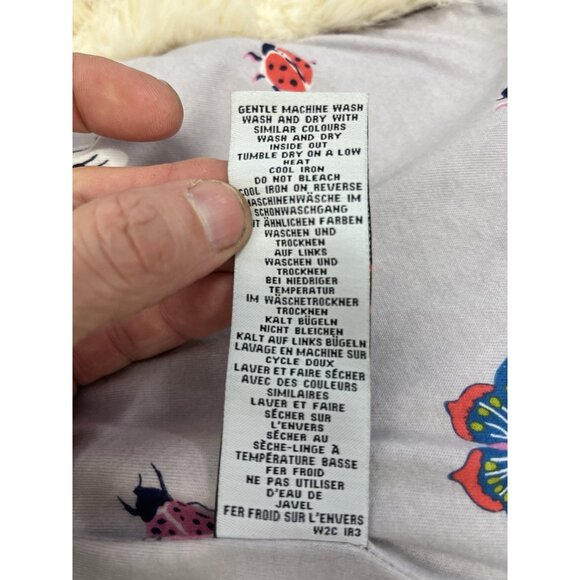 GENTLE MACHINE WASH
WASH AND DRY WITH
SIMILAR COLOURS
WASH AND DRY
INSIDE OUT
TUMBLE DRY ON A LOW
HEAT
COOL IRON
DO NOT BLEACH
COOL IRON ON REVERSE
MASCHINENWÄSCHE IM
SCHONWASCHGANG
MIT ÄHNLICHEN FARBEN
WASCHEN UND
TROCKNEN
AUF LINKS
WASCHEN UND
TROCKNEN
BEI NIEDRIGER
TEMPERATUR
IM WÄSCHETROCKNER
TROCKNEN
KALT BÜGELN
NICHT BLEICHEN
KALT AUF LINKS BÜGELN
LAVAGE EN MACHINE SUR
CYCLE DOUX
LAVER ET FAIRE SÉCHER
AVEC DES COULEURS
SIMILAIRES
LAVER ET FAIRE
SÉCHER SUR
L'ENVERS
SÉCHER AU
SÈCHE-LINGE À
TEMPÉRATURE BASSE
FER FROID
NE PAS UTILISER
D'EAU DE
JAVEL
FER FROID SUR L'ENVERS
W2C IR3